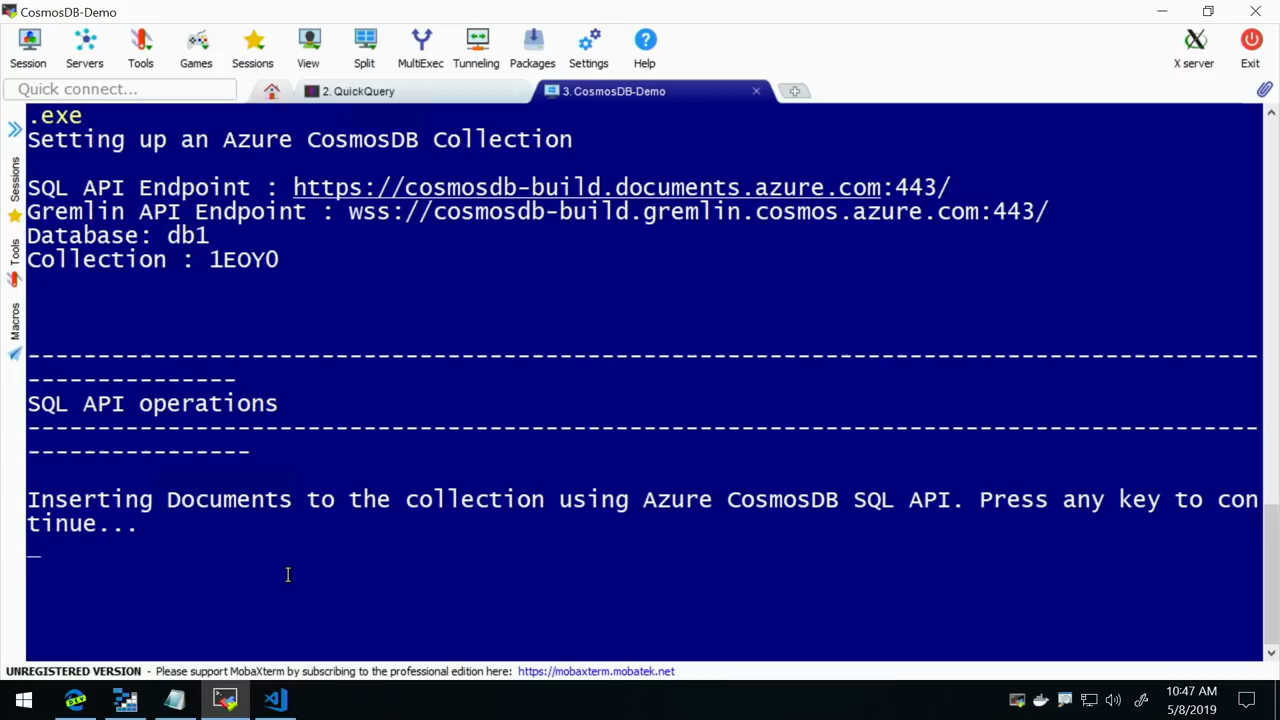 CosmosDB-Demo
Session Servers Tools Games Sessions View Split MultiExec Tunneling Packages Settings Help X server Exit
Quick connect...
2. QuickQuery
3. CosmosDB-Demo
Sessions
Tools
Macros
.exe
Setting up an Azure CosmosDB Collection
SQL API Endpoint : https://cosmosdb-build.documents.azure.com:443/
Gremlin API Endpoint : wss://cosmosdb-build.gremlin.cosmos.azure.com:443/
Database: db1
Collection : 1EOY0
----------------------------------------------------------------------------------------
---------------
SQL API operations
----------------------------------------------------------------------------------------
----------------
Inserting Documents to the collection using Azure CosmosDB SQL API. Press any key to con
tinue...
_
UNREGISTERED VERSION - Please support MobaXterm by subscribing to the professional edition here: https://mobaxterm.mobatek.net
DEV
10:47 AM
5/8/2019